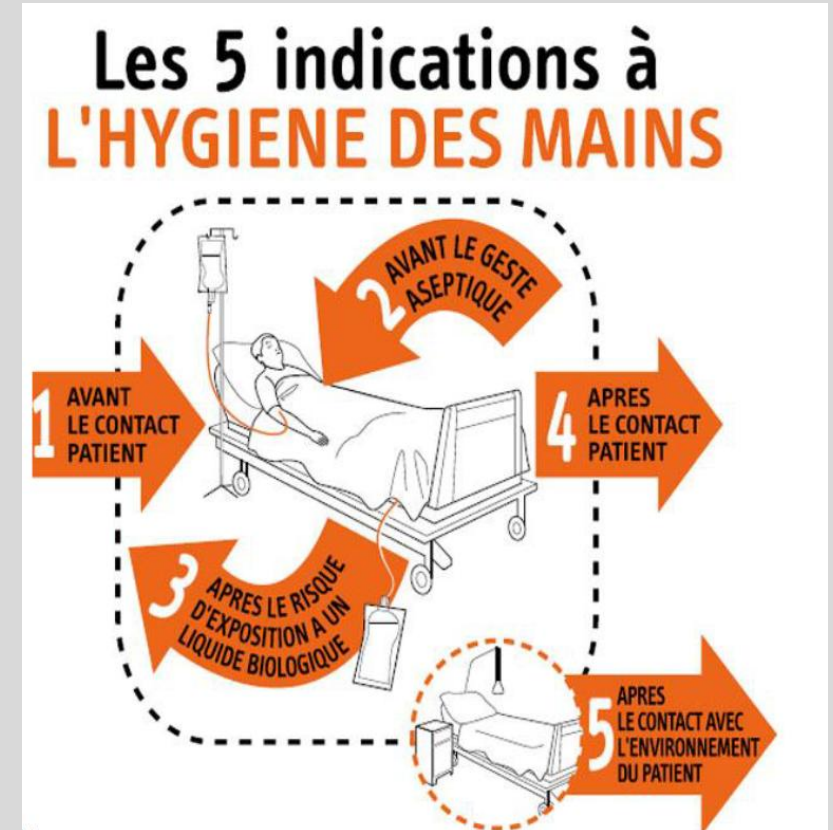 Les 5 indications à
L'HYGIENE DES MAINS
1 AVANT
LE CONTACT
PATIENT
2 AVANT LE GESTE
ASEPTIQUE
3 APRES LE RISQUE
D'EXPOSITION A UN
LIQUIDE BIOLOGIQUE
4 APRES
LE CONTACT
PATIENT
5 APRES
LE CONTACT AVEC
L'ENVIRONNEMENT
DU PATIENT